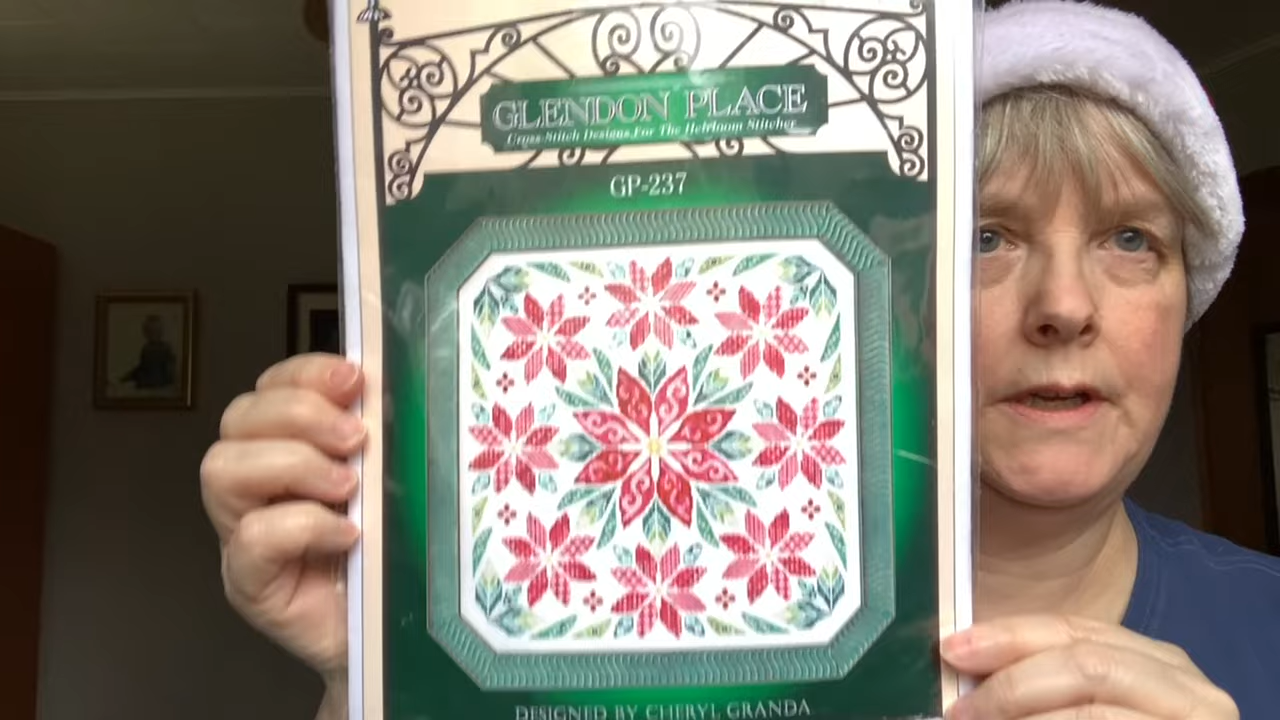 GLENDON PLACE
Cross-Stitch Designs For The Heirloom Stitcher
GP-237
DESIGNED BY CHERYL GRANDA